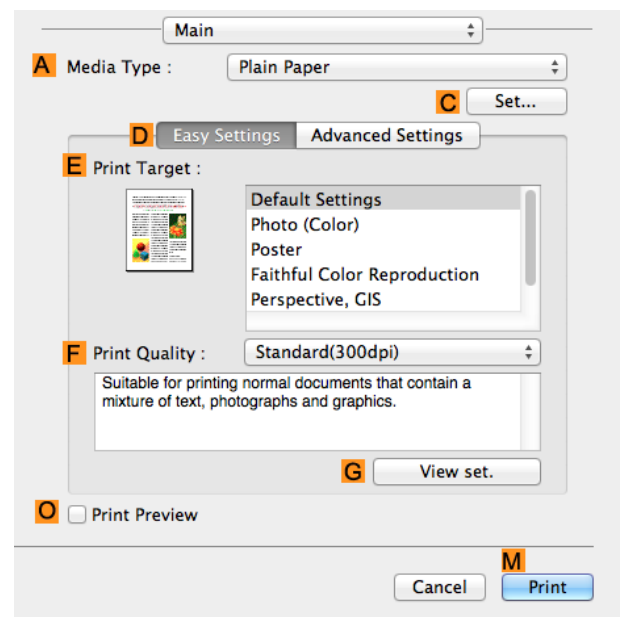 Main
A Media Type : Plain Paper
C Set...
D Easy Settings Advanced Settings
E Print Target :
Default Settings
Photo (Color)
Poster
Faithful Color Reproduction
Perspective, GIS
F Print Quality : Standard(300dpi)
Suitable for printing normal documents that contain a
mixture of text, photographs and graphics.
G View set.
O Print Preview
M
Cancel Print